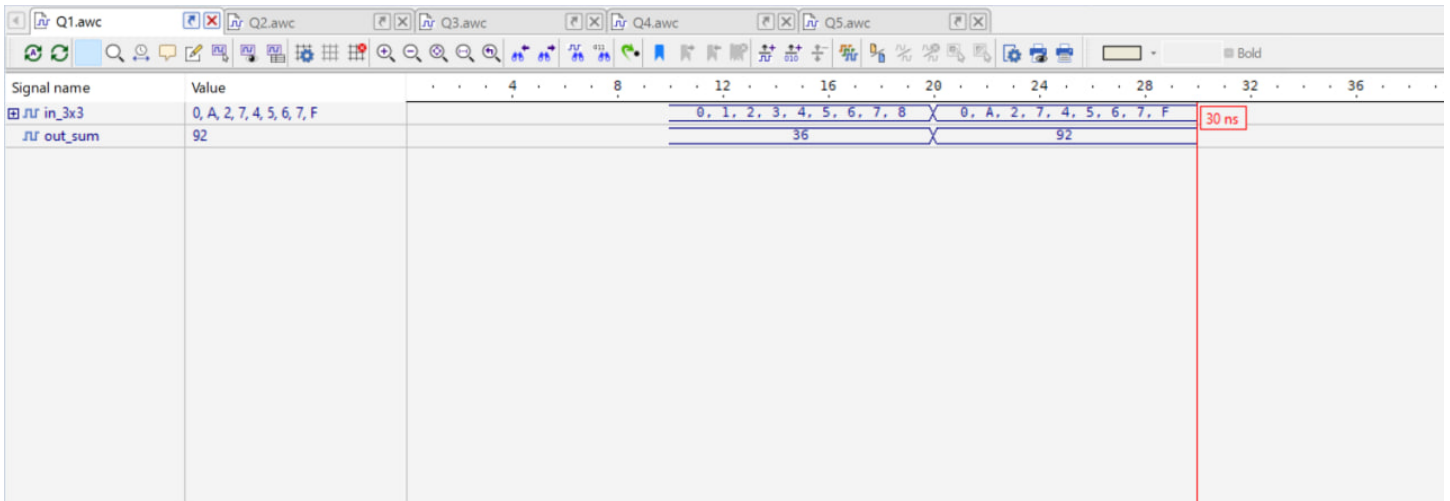 Q1.awc Q2.awc Q3.awc Q4.awc Q5.awc
Bold
Signal name Value 4 8 12 16 20 24 28 32 36
in_3x3 0, A, 2, 7, 4, 5, 6, 7, F 0, 1, 2, 3, 4, 5, 6, 7, 8 0, A, 2, 7, 4, 5, 6, 7, F 30 ns
out_sum 92 36 92